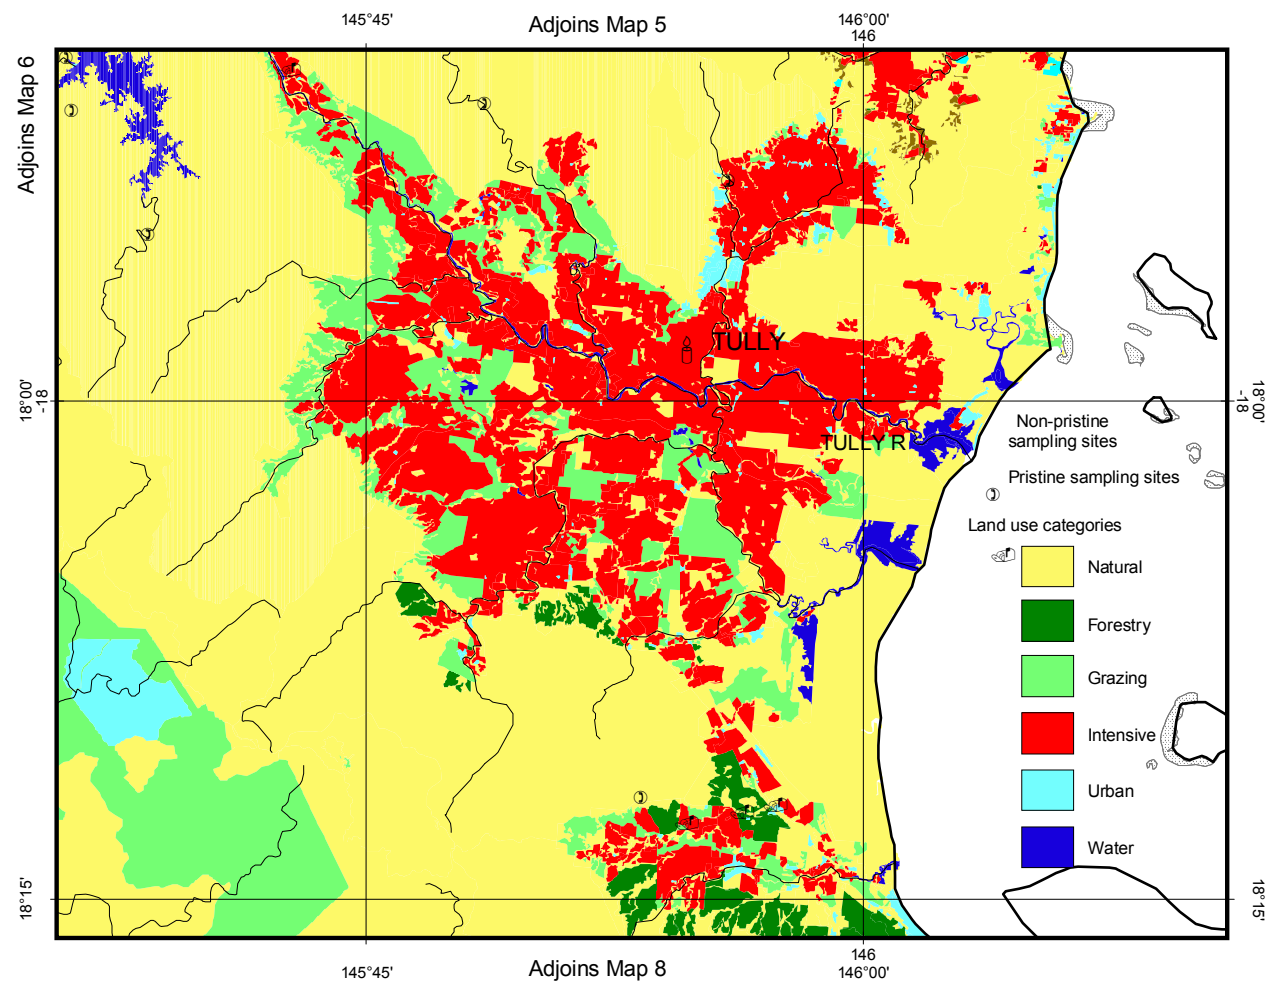 145°45'
Adjoins Map 5
146°00'
146
Adjoins Map 6
TULLY
18°00'
-18
-18
18°00'
TULLY R
Non-pristine
sampling sites
Pristine sampling sites
Land use categories
Natural
Forestry
Grazing
Intensive
Urban
Water
18°15'
18°15'
145°45'
Adjoins Map 8
146
146°00'